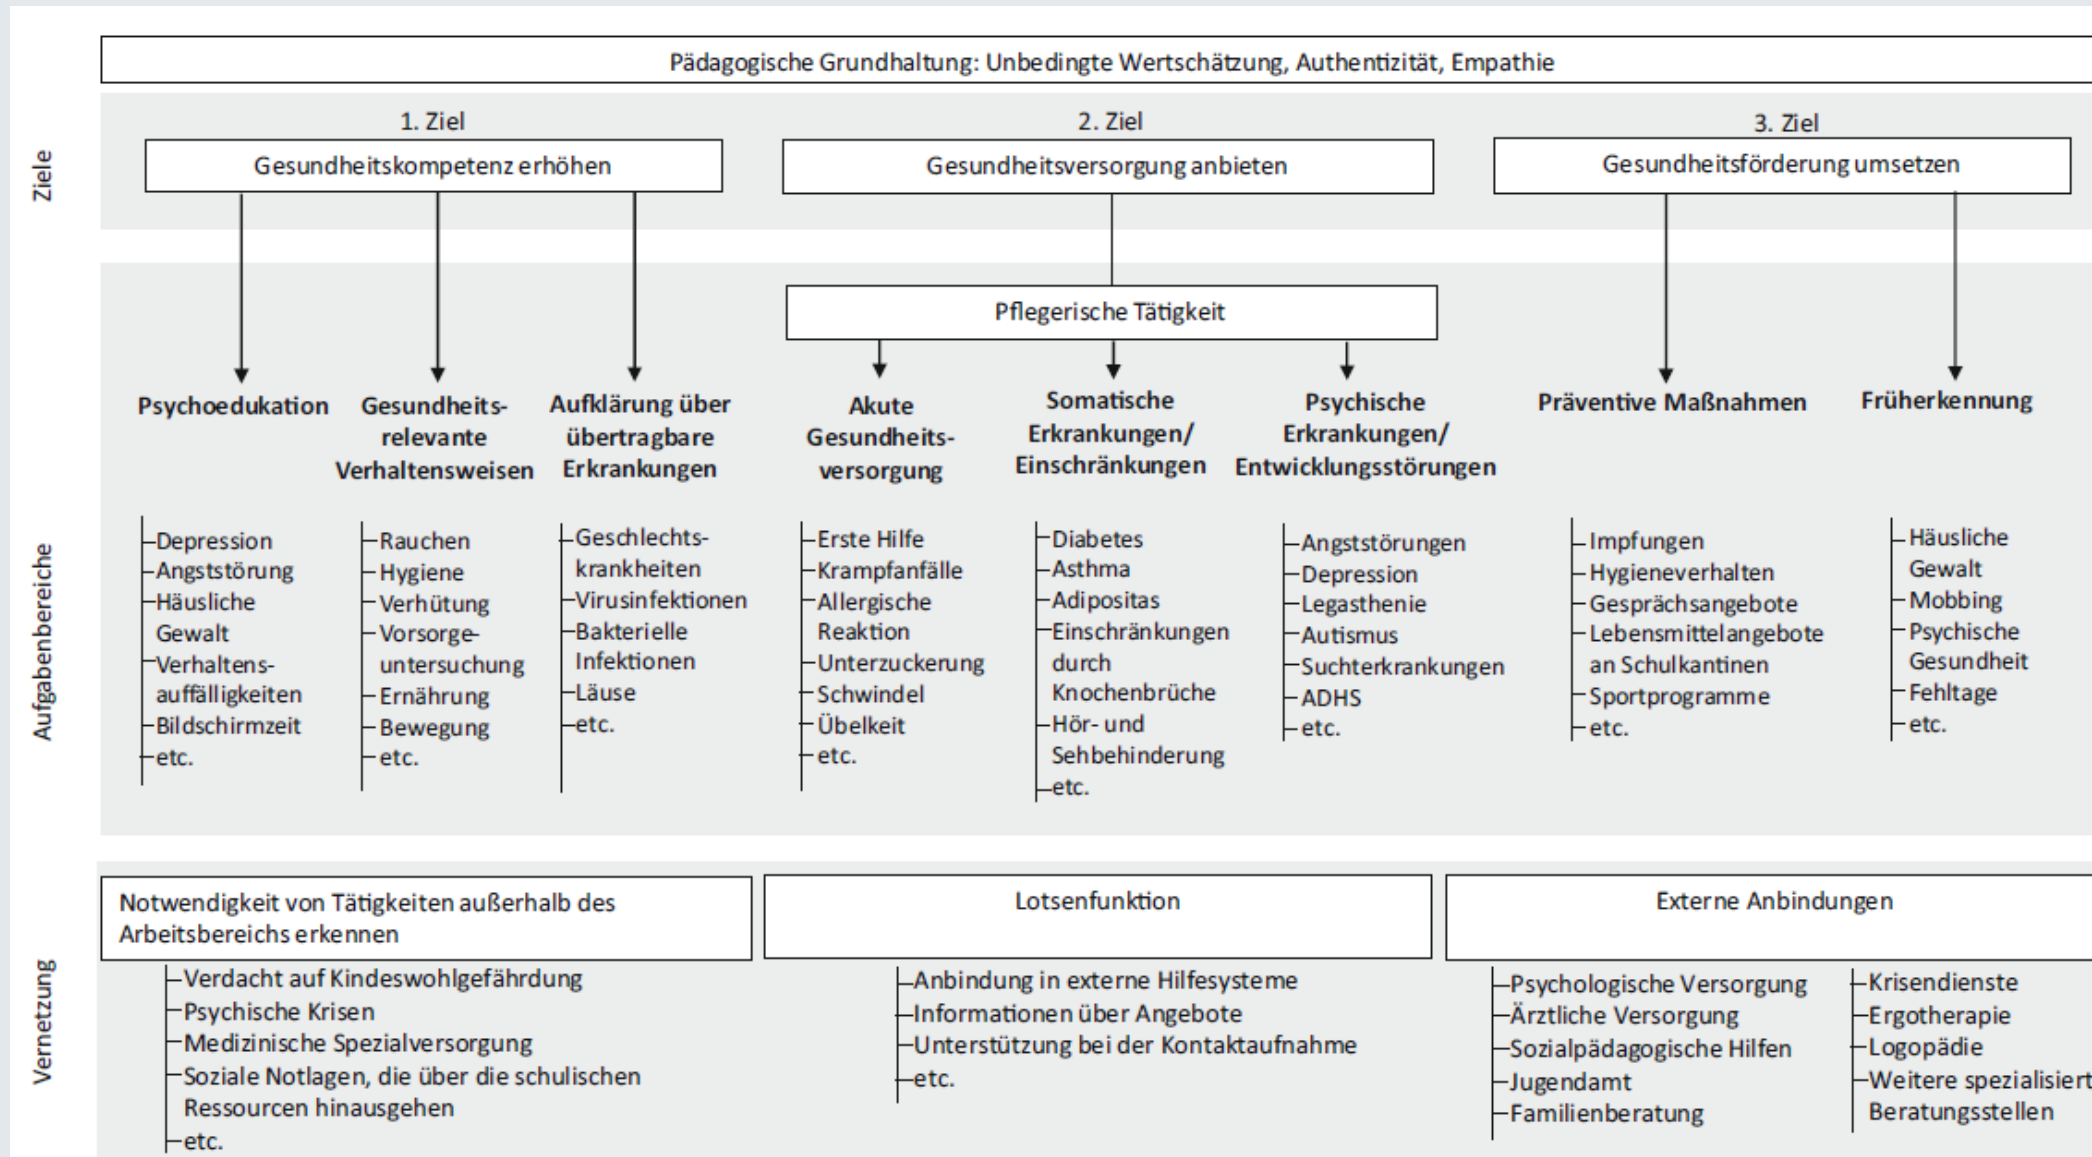 Pädagogische Grundhaltung: Unbedingte Wertschätzung, Authentizität, Empathie
Ziele
1. Ziel
Gesundheitskompetenz erhöhen
2. Ziel
Gesundheitsversorgung anbieten
3. Ziel
Gesundheitsförderung umsetzen
Aufgabenbereiche
Pflegerische Tätigkeit
Psychoedukation
Depression
Angststörung
Häusliche
Gewalt
Verhaltens-
auffälligkeiten
Bildschirmzeit
etc.
Gesundheits-
relevante
Verhaltensweisen
Rauchen
Hygiene
Verhütung
Vorsorge-
untersuchung
Ernährung
Bewegung
etc.
Aufklärung über
übertragbare
Erkrankungen
Geschlechts-
krankheiten
Virusinfektionen
Bakterielle
Infektionen
Läuse
etc.
Akute
Gesundheits-
versorgung
Erste Hilfe
Krampfanfälle
Allergische
Reaktion
Unterzuckerung
Schwindel
Übelkeit
etc.
Somatische
Erkrankungen/
Einschränkungen
Diabetes
Asthma
Adipositas
Einschränkungen
durch
Knochenbrüche
Hör- und
Sehbehinderung
etc.
Psychische
Erkrankungen/
Entwicklungsstörungen
Angststörungen
Depression
Legasthenie
Autismus
Suchterkrankungen
ADHS
etc.
Präventive Maßnahmen
Impfungen
Hygieneverhalten
Gesprächsangebote
Lebensmittelangebote
an Schulkantinen
Sportprogramme
etc.
Früherkennung
Häusliche
Gewalt
Mobbing
Psychische
Gesundheit
Fehltage
etc.
Vernetzung
Notwendigkeit von Tätigkeiten außerhalb des
Arbeitsbereichs erkennen
Verdacht auf Kindeswohlgefährdung
Psychische Krisen
Medizinische Spezialversorgung
Soziale Notlagen, die über die schulischen
Ressourcen hinausgehen
etc.
Lotsenfunktion
Anbindung in externe Hilfesysteme
Informationen über Angebote
Unterstützung bei der Kontaktaufnahme
etc.
Externe Anbindungen
Psychologische Versorgung
Ärztliche Versorgung
Sozialpädagogische Hilfen
Jugendamt
Familienberatung
Krisendienste
Ergotherapie
Logopädie
Weitere spezialisiert
Beratungsstellen